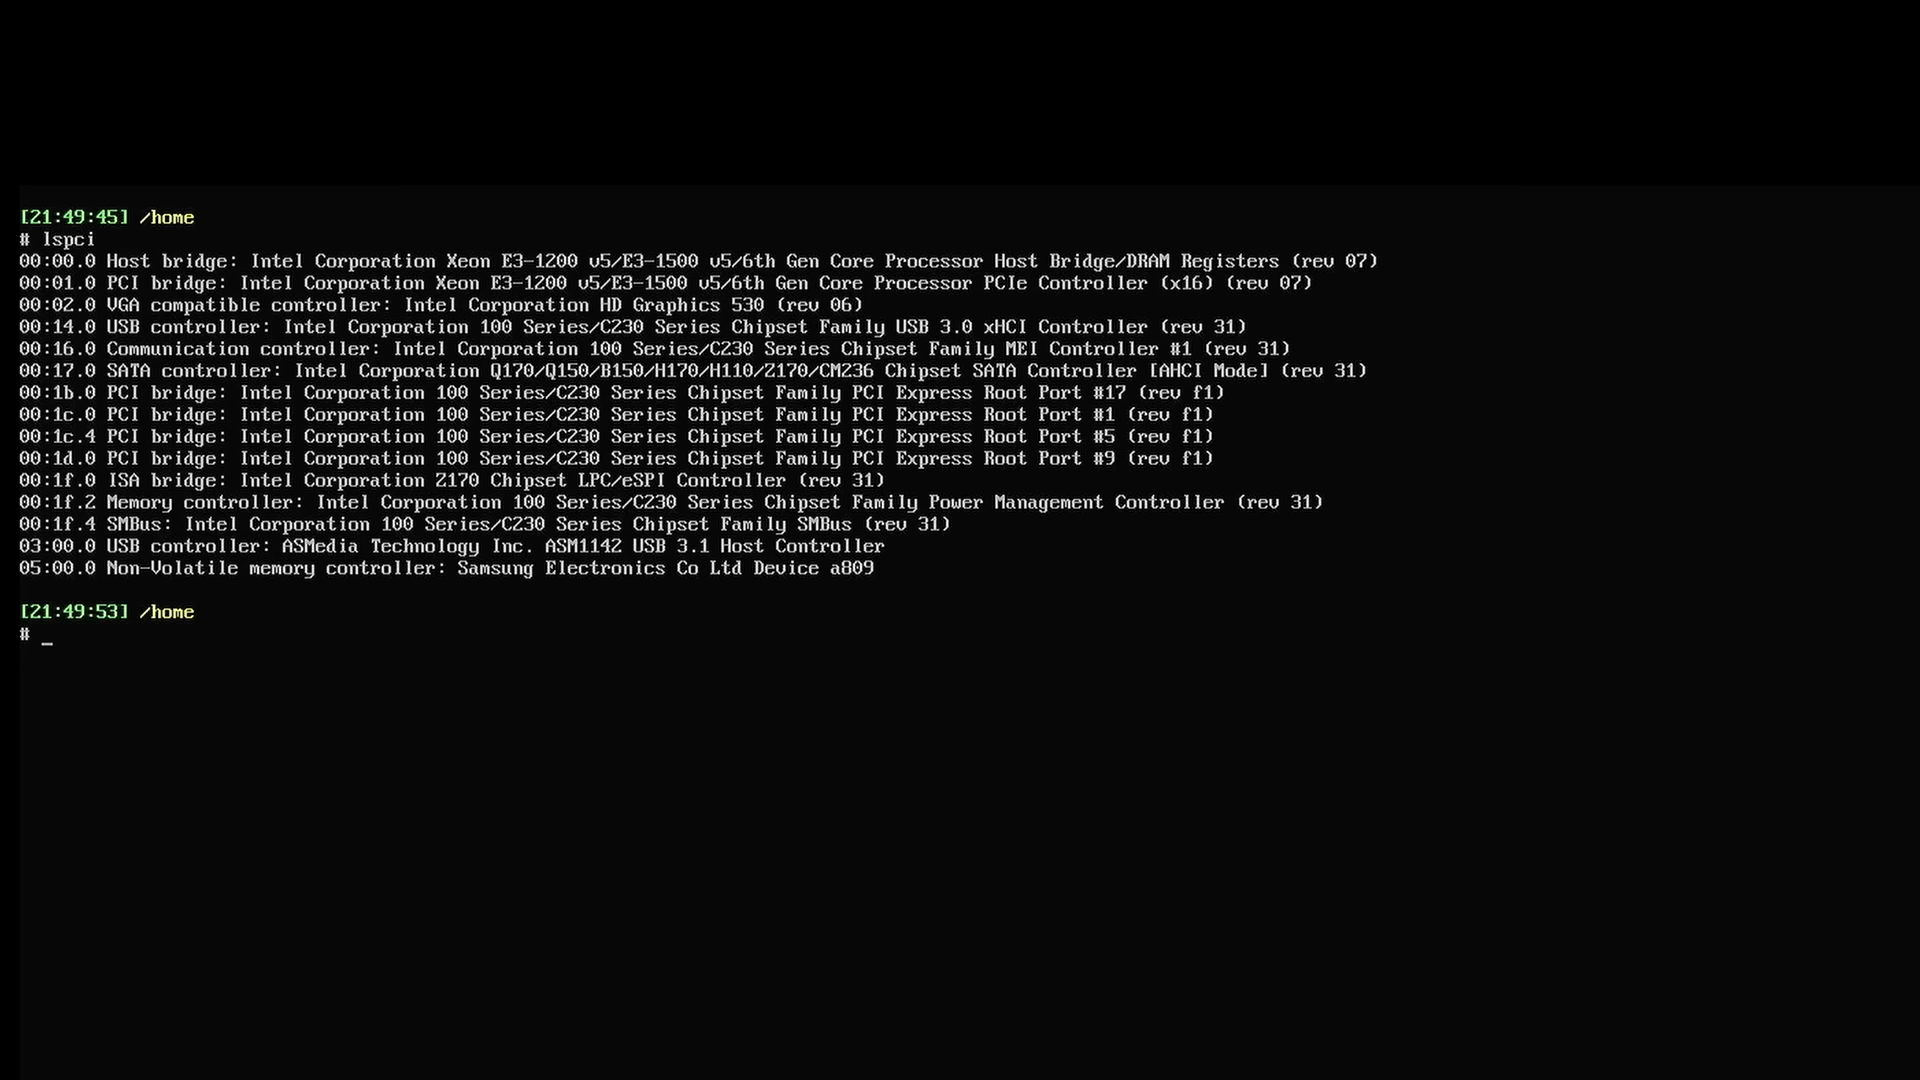 [21:49:45] /home
# lspci
00:00.0 Host bridge: Intel Corporation Xeon E3-1200 v5/E3-1500 v5/6th Gen Core Processor Host Bridge/DRAM Registers (rev 07)
00:01.0 PCI bridge: Intel Corporation Xeon E3-1200 v5/E3-1500 v5/6th Gen Core Processor PCIe Controller (x16) (rev 07)
00:02.0 VGA compatible controller: Intel Corporation HD Graphics 530 (rev 06)
00:14.0 USB controller: Intel Corporation 100 Series/C230 Series Chipset Family USB 3.0 xHCI Controller (rev 31)
00:16.0 Communication controller: Intel Corporation 100 Series/C230 Series Chipset Family MEI Controller #1 (rev 31)
00:17.0 SATA controller: Intel Corporation Q170/Q150/B150/H170/H110/Z170/CM236 Chipset SATA Controller [AHCI Mode] (rev 31)
00:1b.0 PCI bridge: Intel Corporation 100 Series/C230 Series Chipset Family PCI Express Root Port #17 (rev f1)
00:1c.0 PCI bridge: Intel Corporation 100 Series/C230 Series Chipset Family PCI Express Root Port #1 (rev f1)
00:1c.4 PCI bridge: Intel Corporation 100 Series/C230 Series Chipset Family PCI Express Root Port #5 (rev f1)
00:1d.0 PCI bridge: Intel Corporation 100 Series/C230 Series Chipset Family PCI Express Root Port #9 (rev f1)
00:1f.0 ISA bridge: Intel Corporation Z170 Chipset LPC/eSPI Controller (rev 31)
00:1f.2 Memory controller: Intel Corporation 100 Series/C230 Series Chipset Family Power Management Controller (rev 31)
00:1f.4 SMBus: Intel Corporation 100 Series/C230 Series Chipset Family SMBus (rev 31)
03:00.0 USB controller: ASMedia Technology Inc. ASM1142 USB 3.1 Host Controller
05:00.0 Non-Volatile memory controller: Samsung Electronics Co Ltd Device a809
[21:49:53] /home
# _